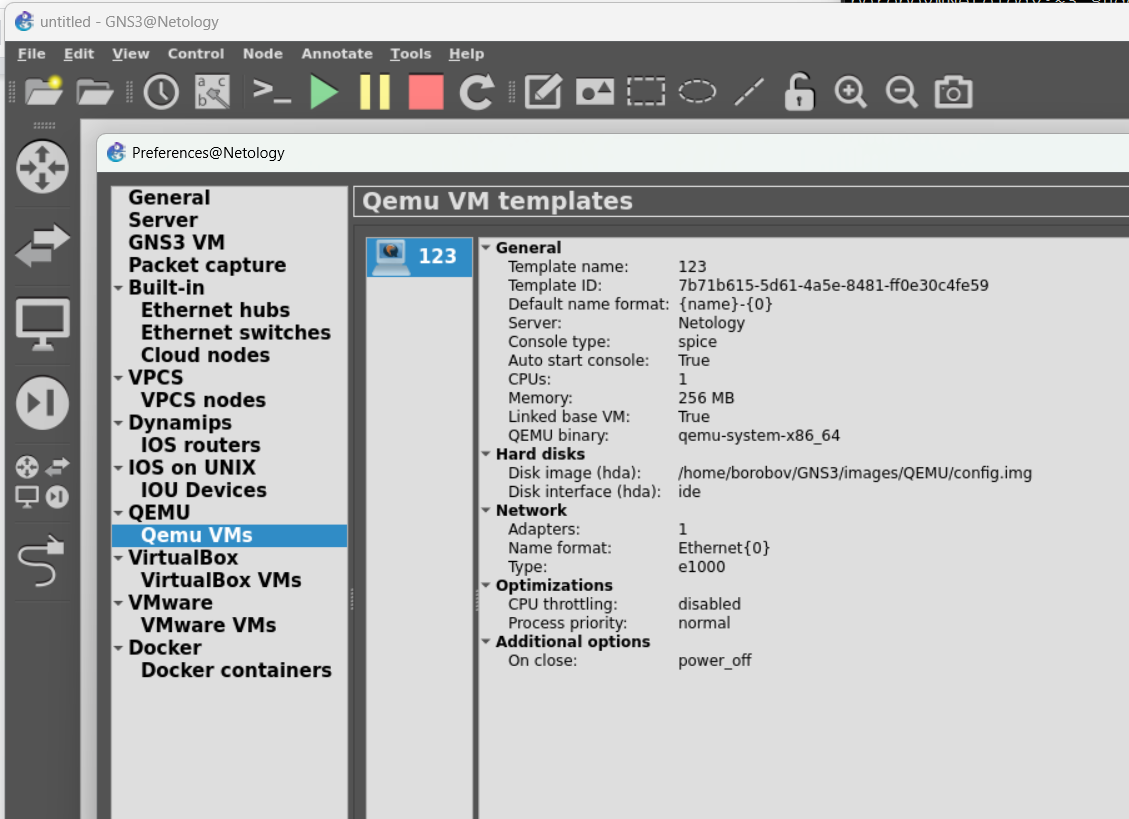 untitled - GNS3@Netology
File Edit View Control Node Annotate Tools Help
Preferences@Netology
General
Server
GNS3 VM
Packet capture
Built-in
Ethernet hubs
Ethernet switches
Cloud nodes
VPCS
VPCS nodes
Dynamips
IOS routers
IOS on UNIX
IOU Devices
QEMU
Qemu VMs
VirtualBox
VirtualBox VMs
VMware
VMware VMs
Docker
Docker containers
Qemu VM templates
123
General
Template name: 123
Template ID: 7b71b615-5d61-4a5e-8481-ff0e30c4fe59
Default name format: {name}-{0}
Server: Netology
Console type: spice
Auto start console: True
CPUs: 1
Memory: 256 MB
Linked base VM: True
QEMU binary: qemu-system-x86_64
Hard disks
Disk image (hda): /home/borobov/GNS3/images/QEMU/config.img
Disk interface (hda): ide
Network
Adapters: 1
Name format: Ethernet{0}
Type: e1000
Optimizations
CPU throttling: disabled
Process priority: normal
Additional options
On close: power_off